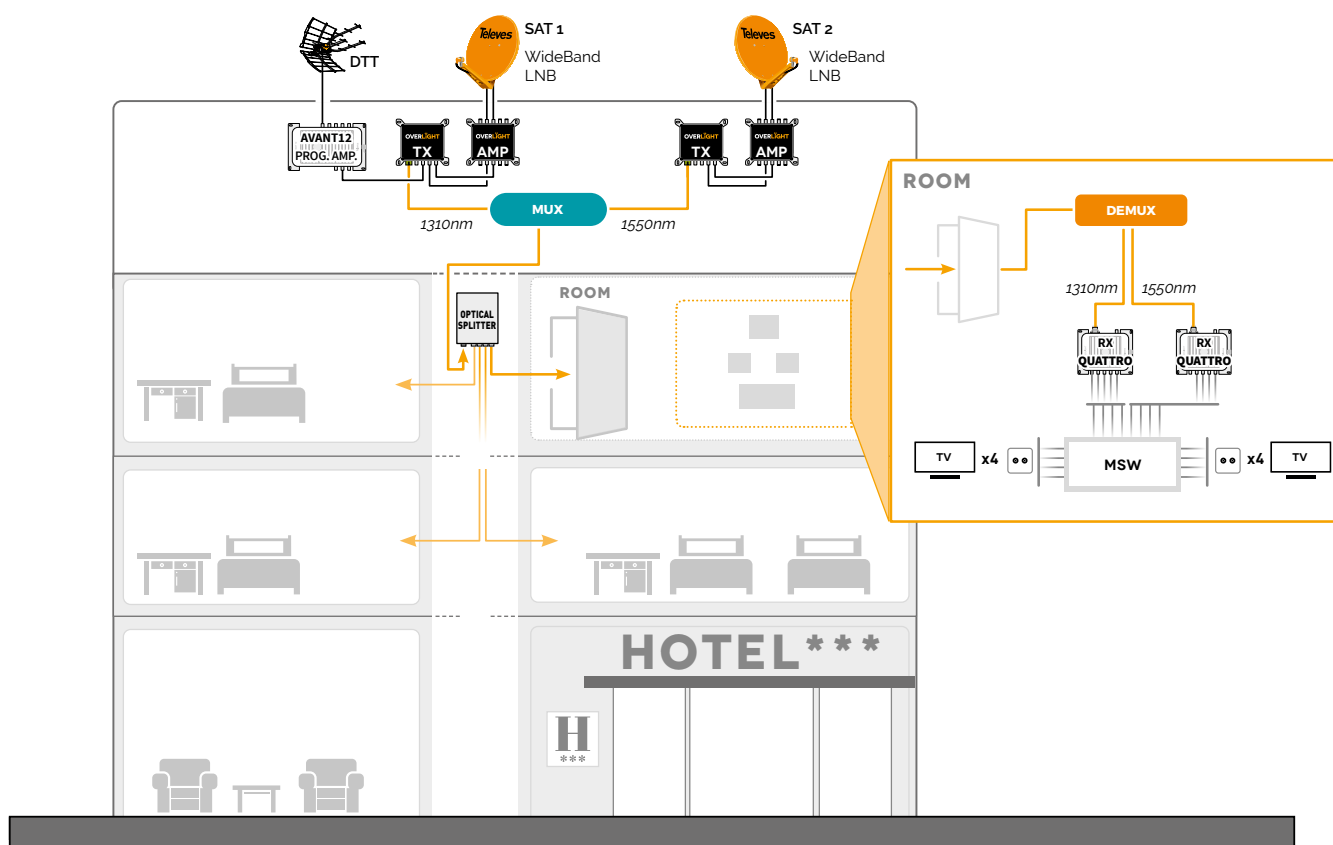 DTT
Televes
SAT 1
WideBand
LNB
Televes
SAT 2
WideBand
LNB
AVANT12
PROG. AMP.
OVERLIGHT
TX
OVERLIGHT
AMP
OVERLIGHT
TX
OVERLIGHT
AMP
1310nm
MUX
1550nm
OPTICAL
SPLITTER
ROOM
ROOM
DEMUX
1310nm
1550nm
RX
QUATTRO
RX
QUATTRO
TV
x4
MSW
x4
TV
HOTEL***
H
***